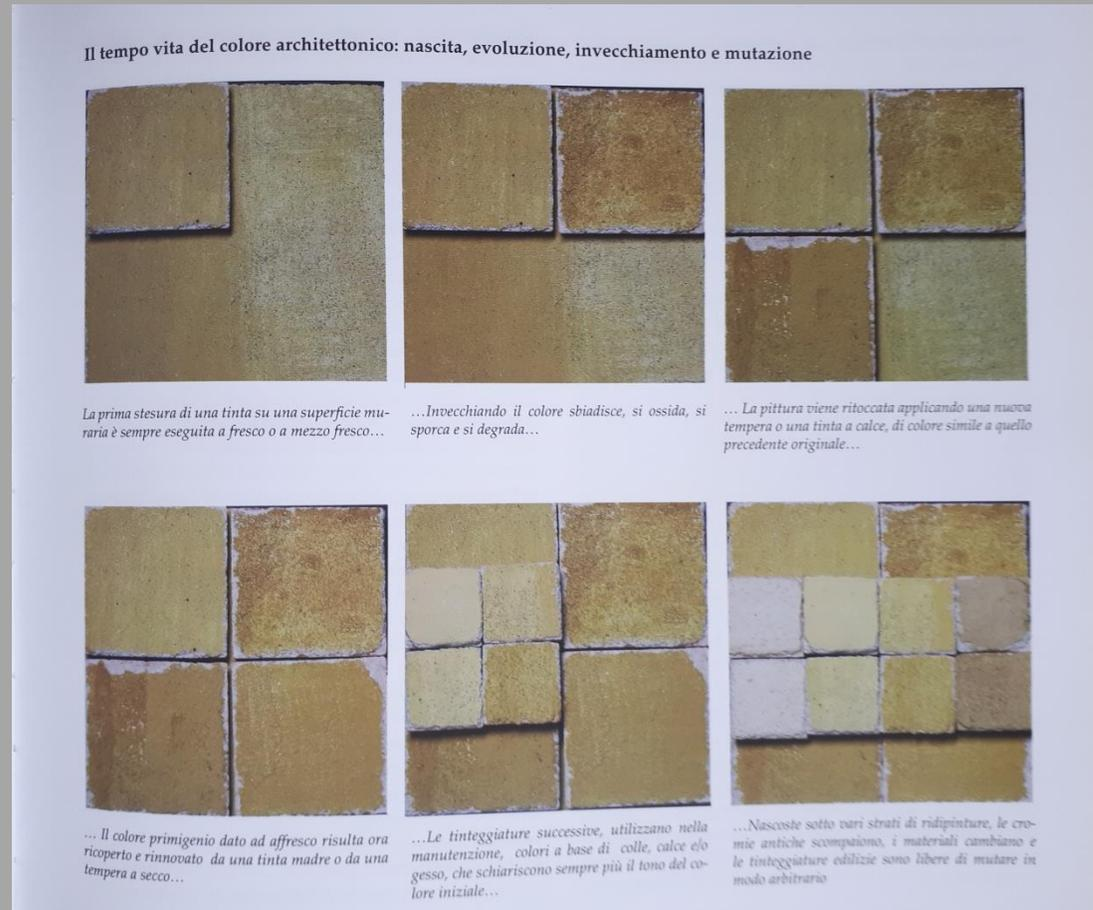 Il tempo vita del colore architettonico: nascita, evoluzione, invecchiamento e mutazione
La prima stesura di una tinta su una superficie mu-
raria è sempre eseguita a fresco o a mezzo fresco…
…Invecchiando il colore sbiadisce, si ossida, si
sporca e si degrada…
… La pittura viene ritoccata applicando una nuova
tempera o una tinta a calce, di colore simile a quello
precedente originale…
… Il colore primigenio dato ad affresco risulta ora
ricoperto e rinnovato da una tinta madre o da una
tempera a secco…
…Le tinteggiature successive, utilizzano nella
manutenzione, colori a base di colle, calce e/o
gesso, che schiariscono sempre più il tono del co-
lore iniziale…
…Nascoste sotto vari strati di ridipinture, le cro-
mie antiche scompaiono, i materiali cambiano e
le tinteggiature edilizie sono libere di mutare in
modo arbitrario